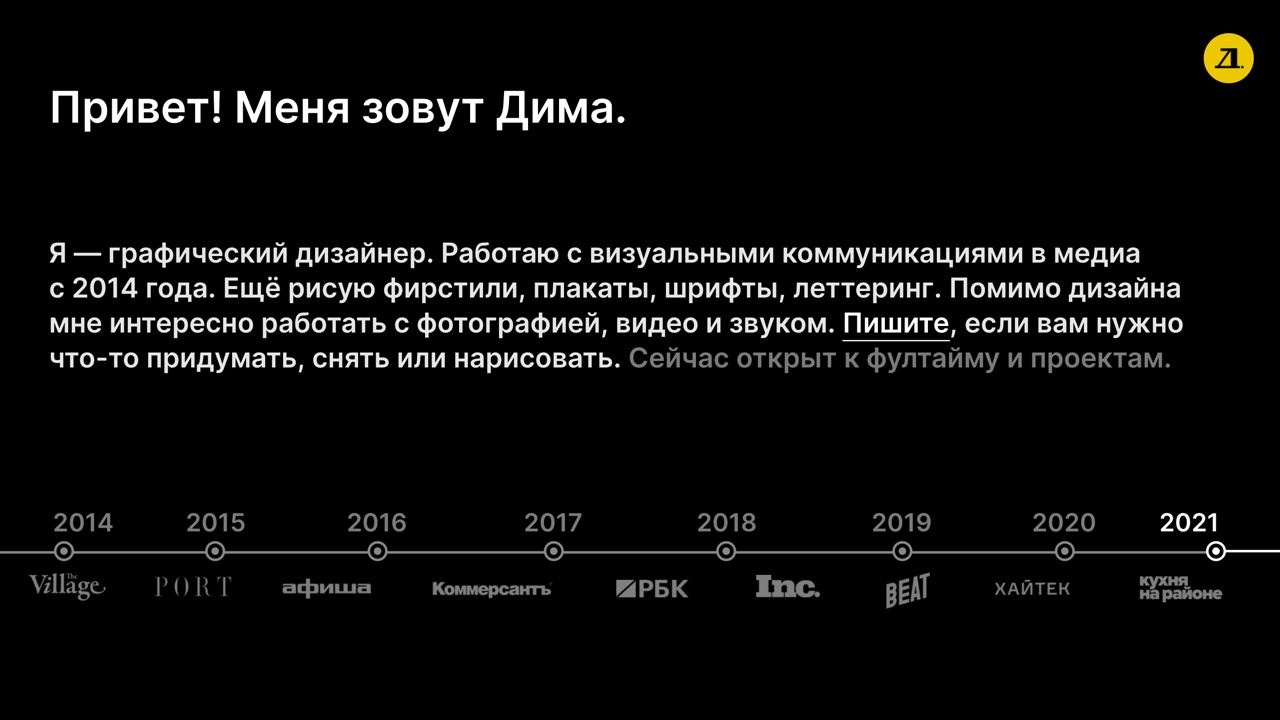 Д.
Привет! Меня зовут Дима.
Я — графический дизайнер. Работаю с визуальными коммуникациями в медиа
с 2014 года. Ещё рисую фирстили, плакаты, шрифты, леттеринг. Помимо дизайна
мне интересно работать с фотографией, видео и звуком. Пишите, если вам нужно
что-то придумать, снять или нарисовать. Сейчас открыт к фултайму и проектам.
2014 2015 2016 2017 2018 2019 2020 2021
The Village PORT афиша Коммерсантъ РБК Inc. BEAT ХАЙТЕК кухня
на районе